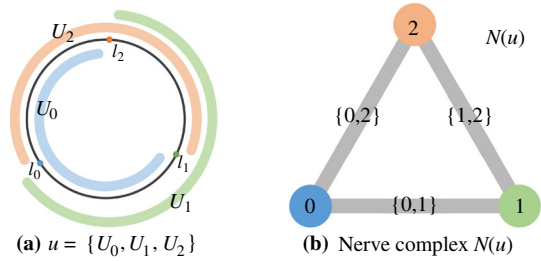 U₂
l₂
U₀
l₀
l₁
U₁
(a) u = {U₀, U₁, U₂}
2
N(u)
{0,2}
{1,2}
0
{0,1}
1
(b) Nerve complex N(u)